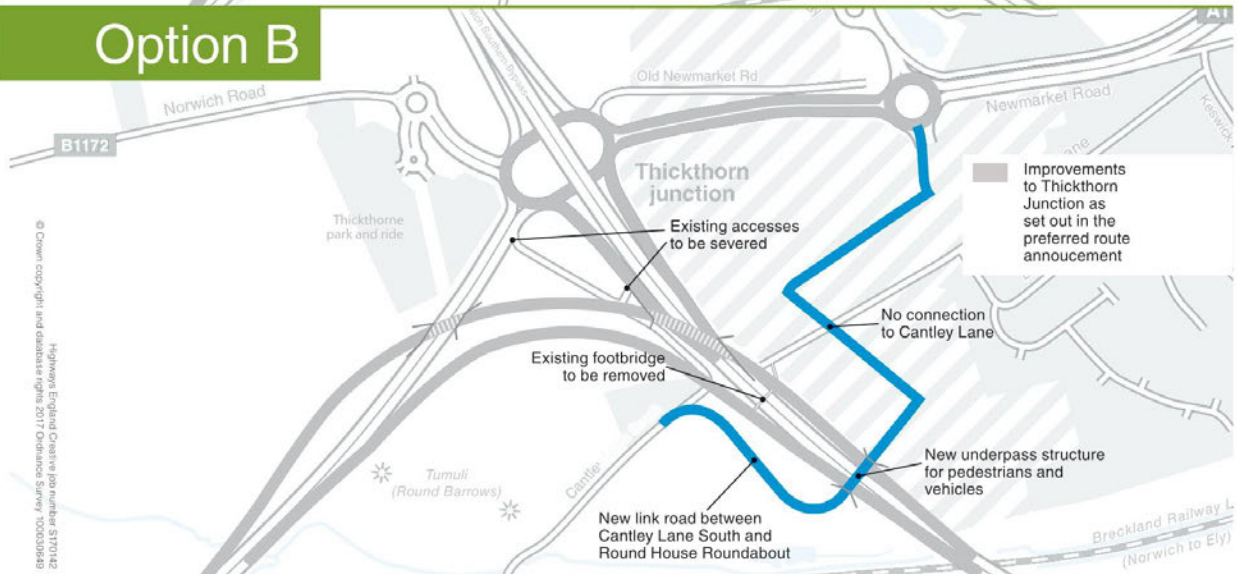 Option B
A1
Norwich Road
B1172
Old Newmarket Rd
Newmarket Road
Keswick
Thickthorn
junction
Improvements
to Thickthorn
Junction as
set out in the
preferred route
annoucement
Thickthorne
park and ride
Existing accesses
to be severed
No connection
to Cantley Lane
Existing footbridge
to be removed
New underpass structure
for pedestrians and
vehicles
Tumuli
(Round Barrows)
New link road between
Cantley Lane South and
Round House Roundabout
Breckland Railway L
(Norwich to Ely)
Southern Bypass
© Crown copyright and database rights 2017 Ordnance Survey 100030649
Highways England Creative job number S170142